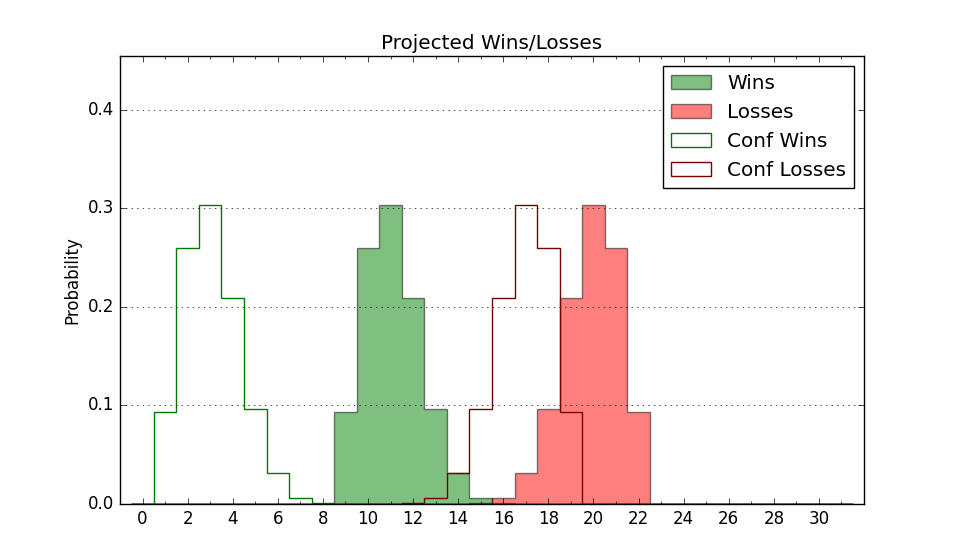 Projected Wins/Losses
Wins
Losses
Conf Wins
Conf Losses
Probability
0.4
0.3
0.2
0.1
0.0
0 2 4 6 8 10 12 14 16 18 20 22 24 26 28 30